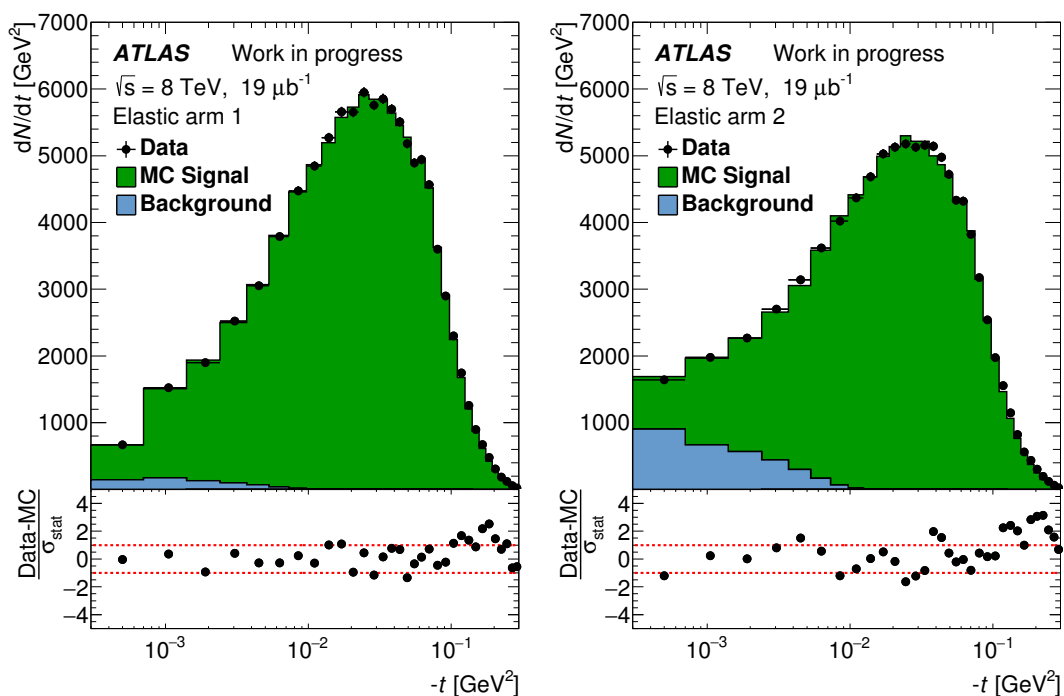 dN/dt [GeV²]
7000
6000
5000
4000
3000
2000
1000
ATLAS Work in progress
√s = 8 TeV, 19 μb⁻¹
Elastic arm 1
Data
MC Signal
Background
Data-MC
σstat
4
2
0
−2
−4
10⁻³ 10⁻² 10⁻¹
-t [GeV²]
dN/dt [GeV²]
7000
6000
5000
4000
3000
2000
1000
ATLAS Work in progress
√s = 8 TeV, 19 μb⁻¹
Elastic arm 2
Data
MC Signal
Background
Data-MC
σstat
4
2
0
−2
−4
10⁻³ 10⁻² 10⁻¹
-t [GeV²]